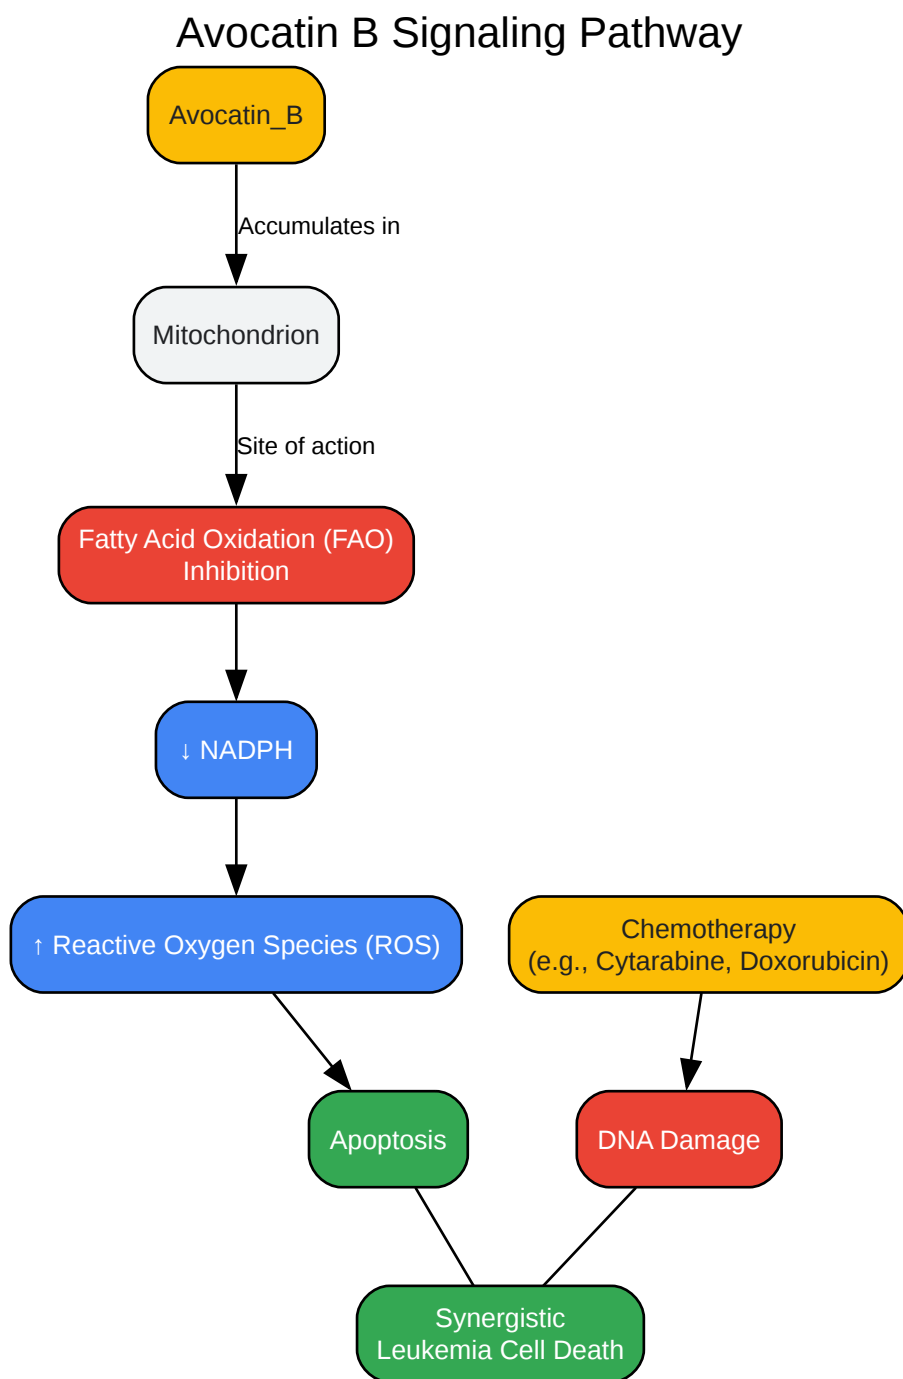 Avocatin B Signaling Pathway
Avocatin_B
Accumulates in
Mitochondrion
Site of action
Fatty Acid Oxidation (FAO)
Inhibition
↓ NADPH
↑ Reactive Oxygen Species (ROS)
Chemotherapy
(e.g., Cytarabine, Doxorubicin)
Apoptosis
DNA Damage
Synergistic
Leukemia Cell Death